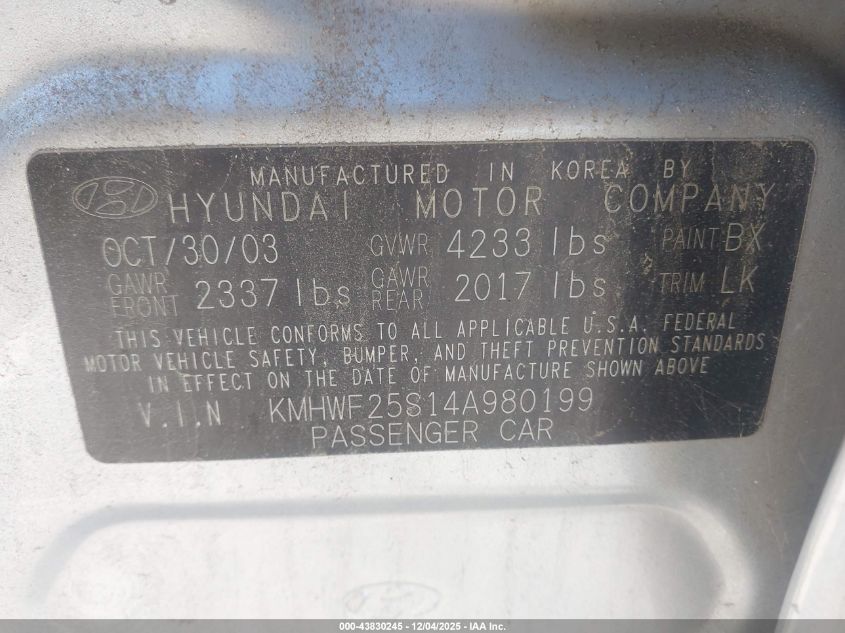 MANUFACTURED IN KOREA BY
HYUNDAI MOTOR COMPANY
OCT/30/03 GVWR 4233 lbs PAINT BX
GAWR FRONT 2337 lbs GAWR REAR 2017 lbs TRIM LK
THIS VEHICLE CONFORMS TO ALL APPLICABLE U.S.A. FEDERAL
MOTOR VEHICLE SAFETY, BUMPER, AND THEFT PREVENTION STANDARDS
IN EFFECT ON THE DATE OF MANUFACTURE SHOWN ABOVE
V.I.N KMHWF25S14A980199
PASSENGER CAR
000-43830245 - 12/04/2025 - IAA Inc.